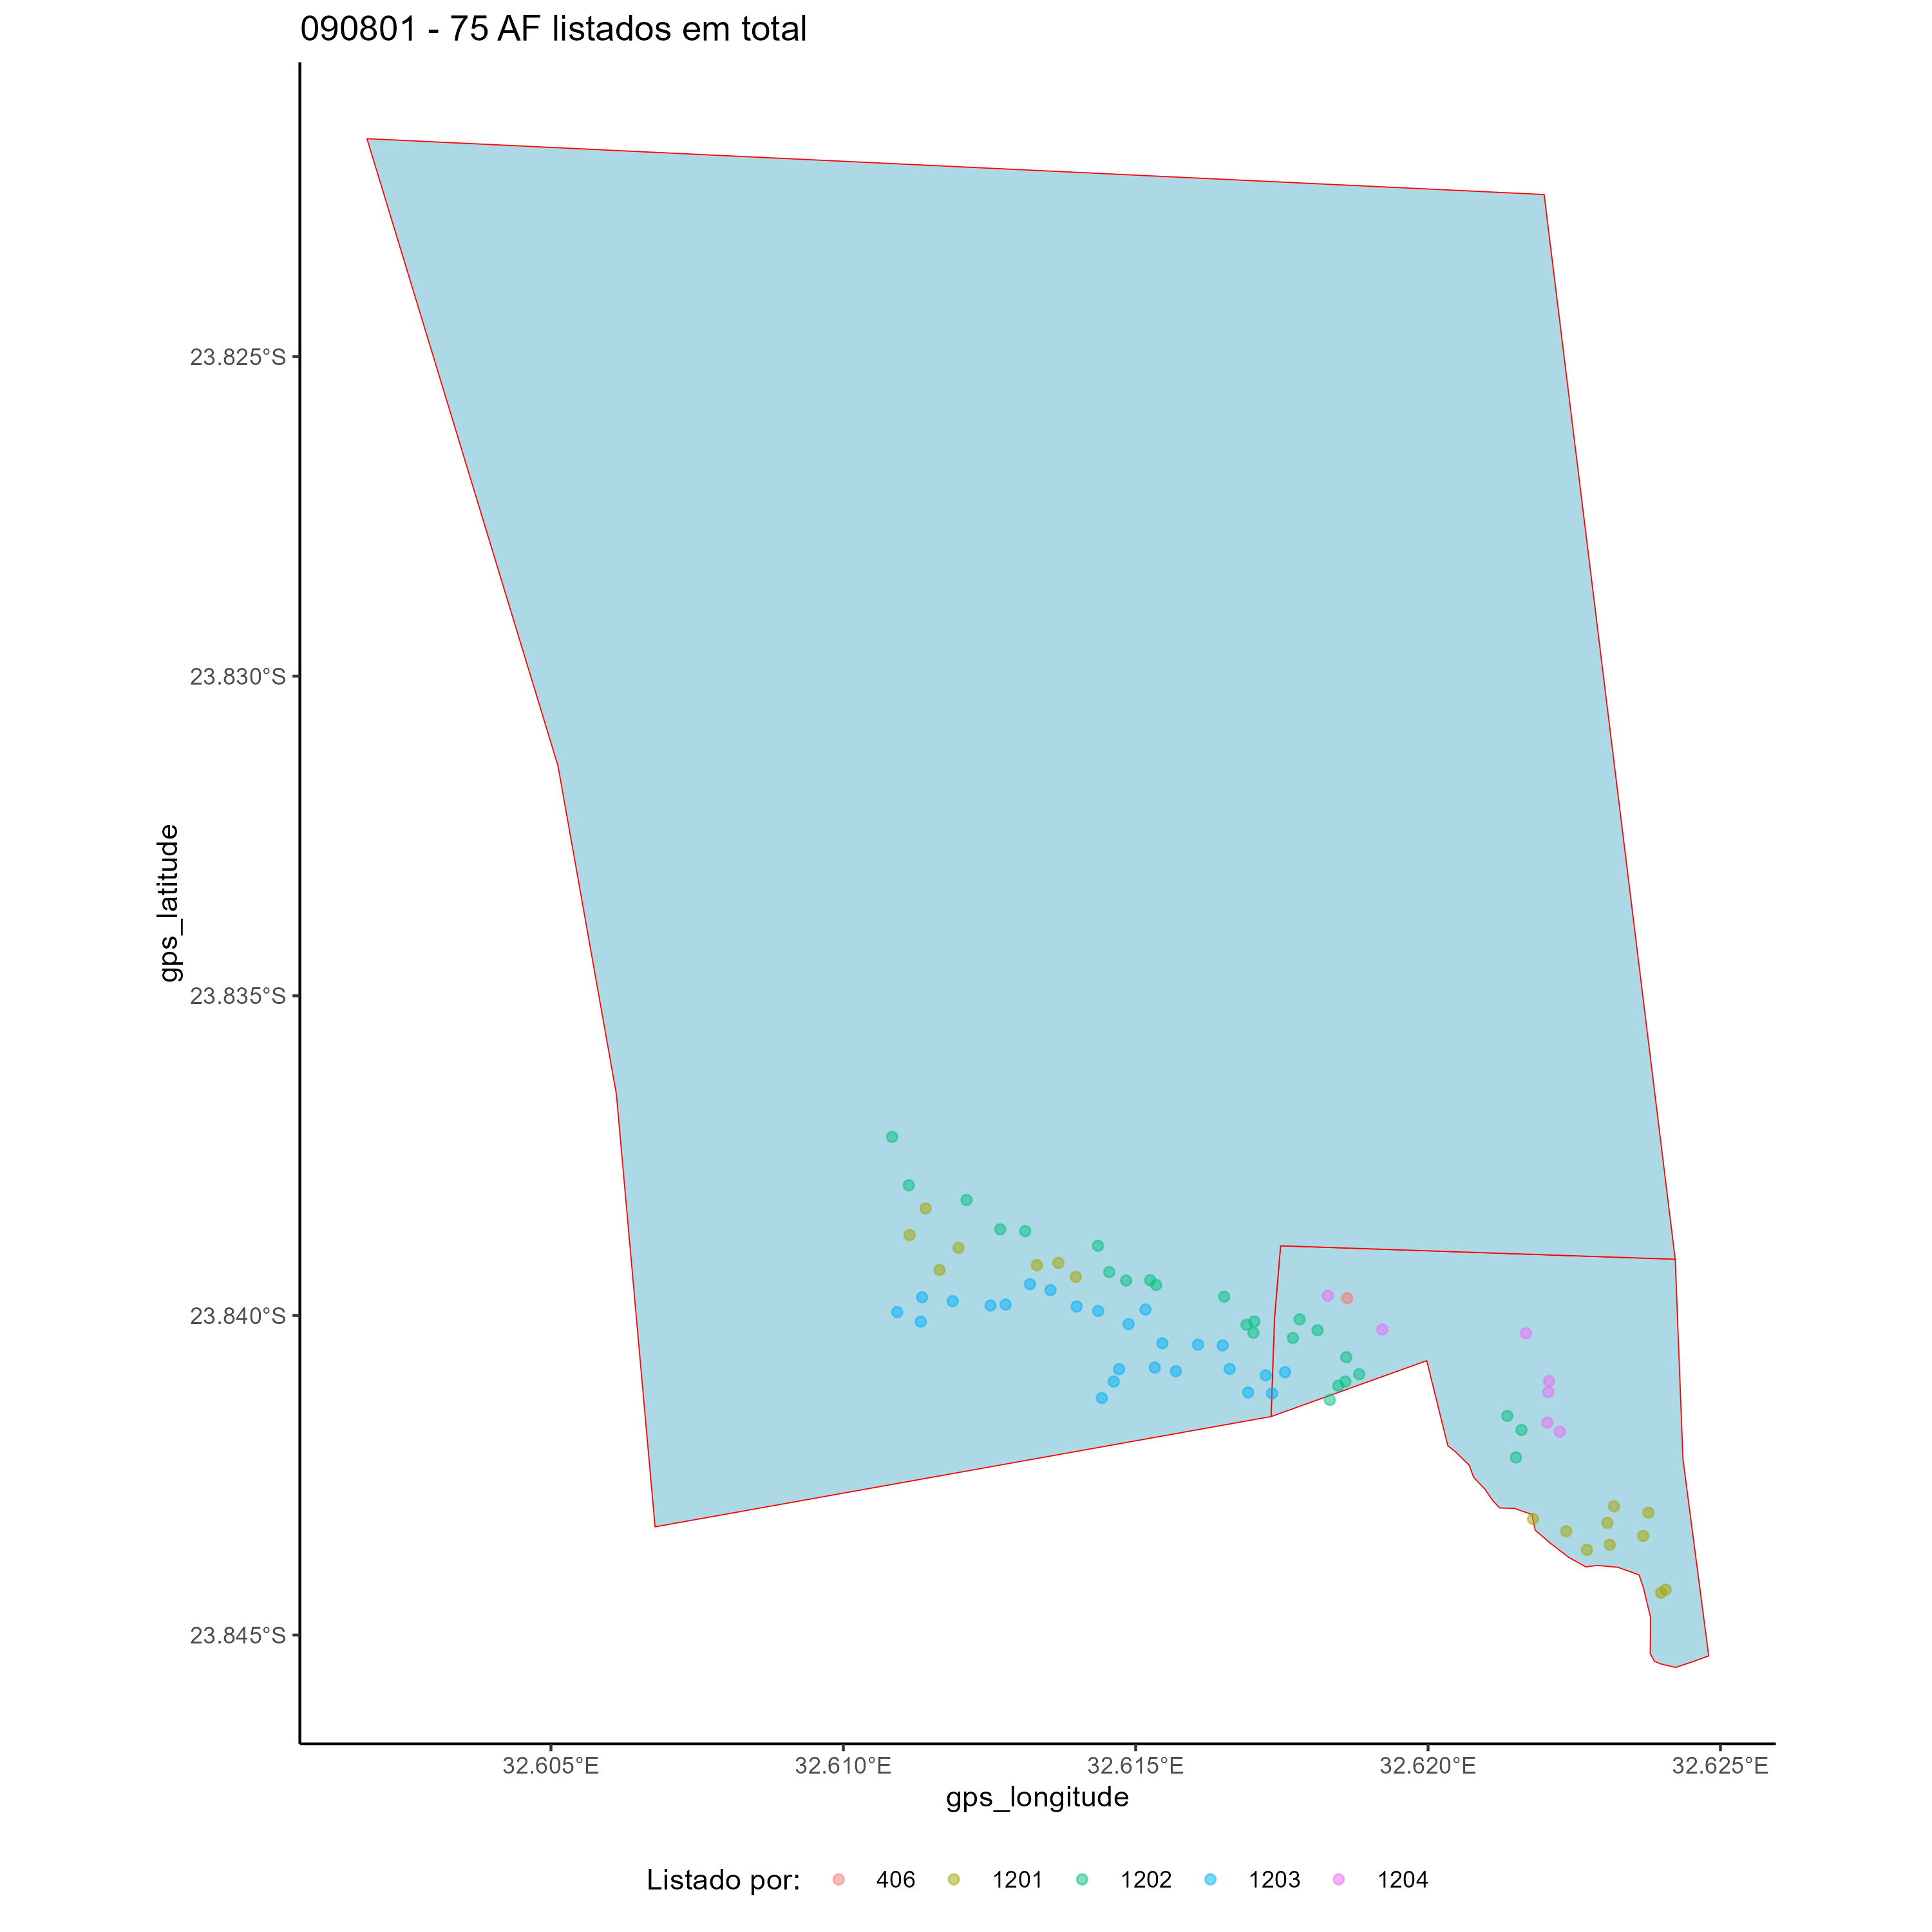 090801 - 75 AF listados em total
gps_latitude
23.825°S
23.830°S
23.835°S
23.840°S
23.845°S
32.605°E 32.610°E 32.615°E 32.620°E 32.625°E
gps_longitude
Listado por: 406 1201 1202 1203 1204